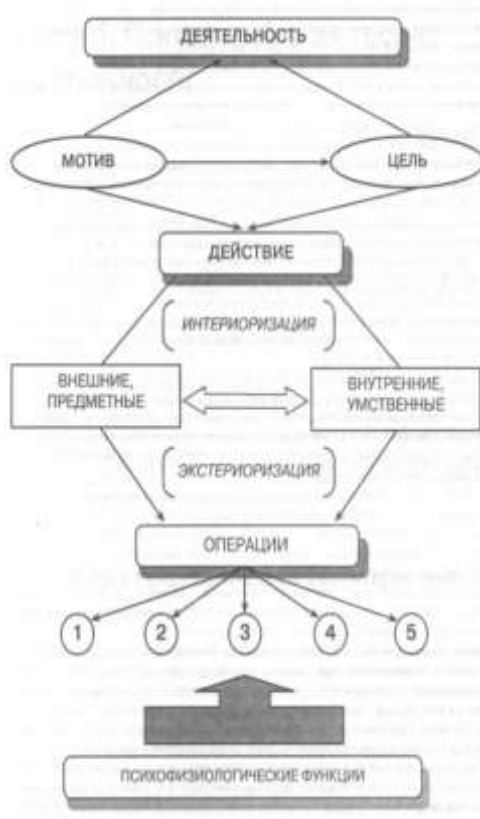 ДЕЯТЕЛЬНОСТЬ
МОТИВ
ЦЕЛЬ
ДЕЙСТВИЕ
ИНТЕРИОРИЗАЦИЯ
ВНЕШНИЕ,
ПРЕДМЕТНЫЕ
ВНУТРЕННИЕ,
УМСТВЕННЫЕ
ЭКСТЕРИОРИЗАЦИЯ
ОПЕРАЦИИ
1
2
3
4
5
ПСИХОФИЗИОЛОГИЧЕСКИЕ ФУНКЦИИ